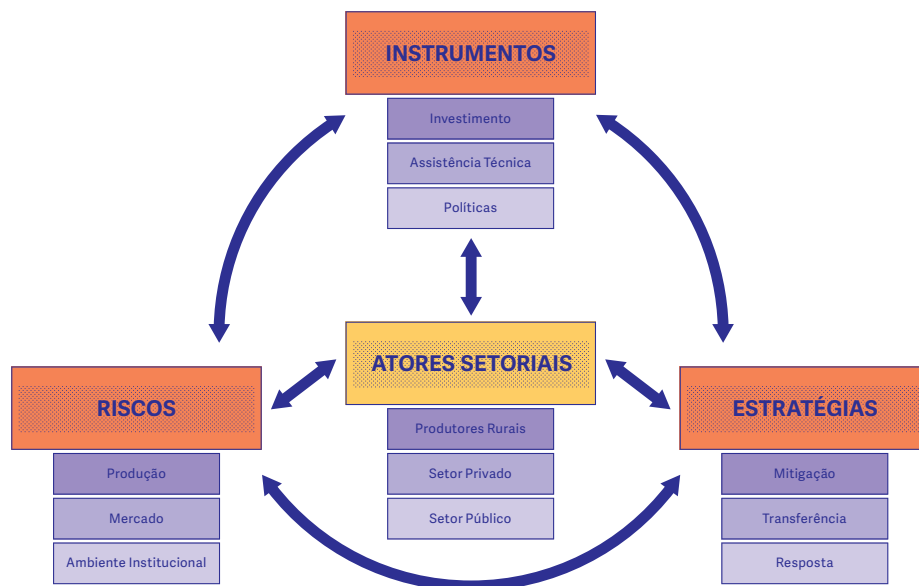 INSTRUMENTOS
Investimento
Assistência Técnica
Políticas
ATORES SETORIAIS
Produtores Rurais
Setor Privado
Setor Público
RISCOS
Produção
Mercado
Ambiente Institucional
ESTRATÉGIAS
Mitigação
Transferência
Resposta